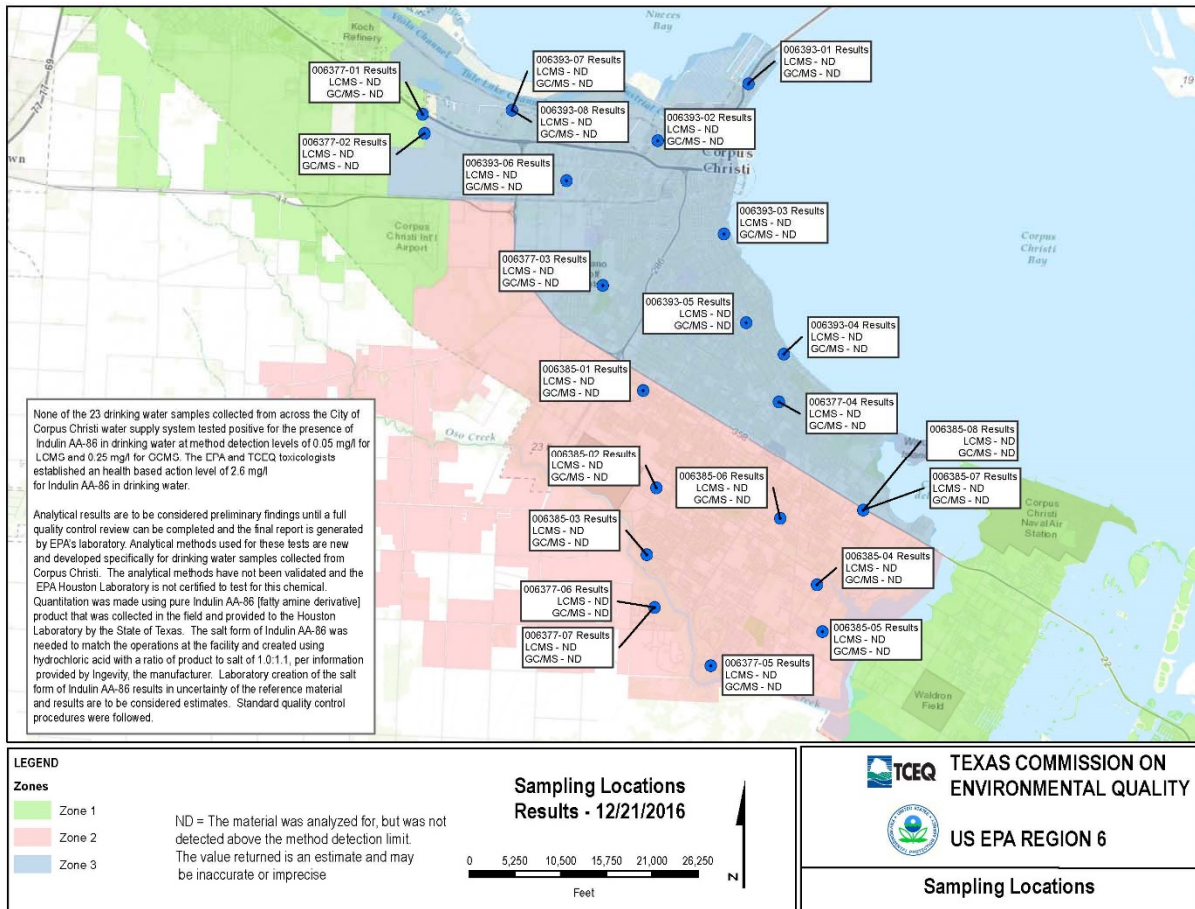 Nueces
Bay
Koch
Refinery
Viola Channel
Tule Lake Channel
77-77-69
006377-01 Results
LCMS - ND
GC/MS - ND
006377-02 Results
LCMS - ND
GC/MS - ND
006393-07 Results
LCMS - ND
GC/MS - ND
006393-08 Results
LCMS - ND
GC/MS - ND
006393-01 Results
LCMS - ND
GC/MS - ND
006393-02 Results
LCMS - ND
GC/MS - ND
Corpus
Christi
006393-06 Results
LCMS - ND
GC/MS - ND
44
Corpus
Christi Int'l
Airport
006393-03 Results
LCMS - ND
GC/MS - ND
Corpus
Christi
Bay
286
006377-03 Results
LCMS - ND
GC/MS - ND
006393-05 Results
LCMS - ND
GC/MS - ND
006393-04 Results
LCMS - ND
GC/MS - ND
006385-01 Results
LCMS - ND
GC/MS - ND
006377-04 Results
LCMS - ND
GC/MS - ND
358
Oso Creek
23
006385-08 Results
LCMS - ND
GC/MS - ND
006385-02 Results
LCMS - ND
GC/MS - ND
006385-06 Results
LCMS - ND
GC/MS - ND
006385-07 Results
LCMS - ND
GC/MS - ND
Corpus
Christi
Naval Air
Station
006385-03 Results
LCMS - ND
GC/MS - ND
006385-04 Results
LCMS - ND
GC/MS - ND
006377-06 Results
LCMS - ND
GC/MS - ND
006377-07 Results
LCMS - ND
GC/MS - ND
006385-05 Results
LCMS - ND
GC/MS - ND
006377-05 Results
LCMS - ND
GC/MS - ND
22
Waldron
Field
None of the 23 drinking water samples collected from across the City of
Corpus Christi water supply system tested positive for the presence of
Indulin AA-86 in drinking water at method detection levels of 0.05 mg/l for
LCMS and 0.25 mg/l for GCMS. The EPA and TCEQ toxicologists
established an health based action level of 2.6 mg/l
for Indulin AA-86 in drinking water.
Analytical results are to be considered preliminary findings until a full
quality control review can be completed and the final report is generated
by EPA's laboratory. Analytical methods used for these tests are new
and developed specifically for drinking water samples collected from
Corpus Christi. The analytical methods have not been validated and the
EPA Houston Laboratory is not certified to test for this chemical.
Quantitation was made using pure Indulin AA-86 [fatty amine derivative]
product that was collected in the field and provided to the Houston
Laboratory by the State of Texas. The salt form of Indulin AA-86 was
needed to match the operations at the facility and created using
hydrochloric acid with a ratio of product to salt of 1.0:1.1, per information
provided by Ingevity, the manufacturer. Laboratory creation of the salt
form of Indulin AA-86 results in uncertainty of the reference material
and results are to be considered estimates. Standard quality control
procedures were followed.
LEGEND
Zones
Zone 1
Zone 2
Zone 3
ND = The material was analyzed for, but was not
detected above the method detection limit.
The value returned is an estimate and may
be inaccurate or imprecise
Sampling Locations
Results - 12/21/2016
0 5,250 10,500 15,750 21,000 26,250
Feet
N
TCEQ
TEXAS COMMISSION ON
ENVIRONMENTAL QUALITY
US EPA REGION 6
Sampling Locations